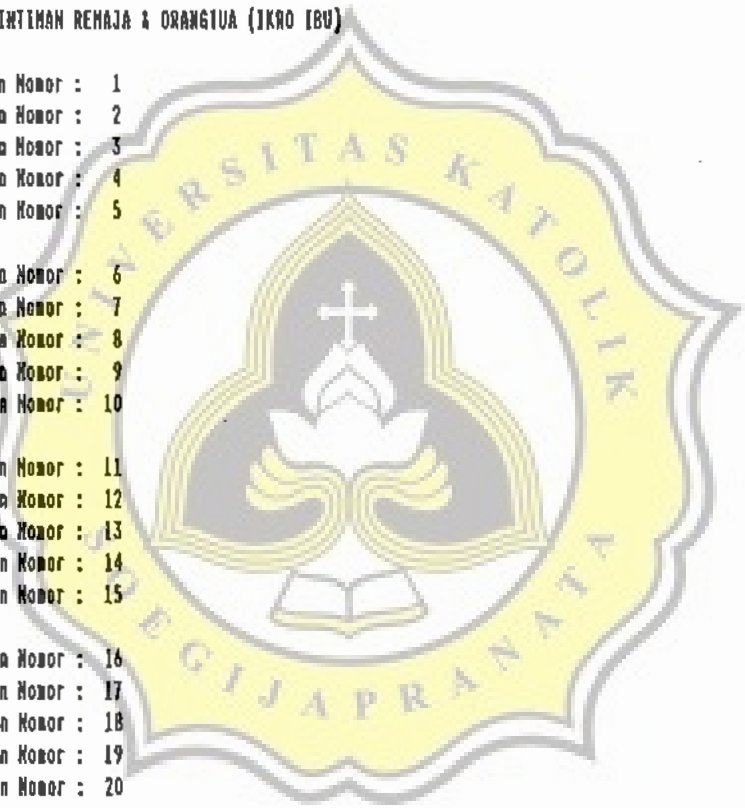 INTIMAN REMAJA & ORANGTUA (IKRO IBU)
n Nomor : 1
n Nomor : 2
n Nomor : 3
n Nomor : 4
n Nomor : 5
n Nomor : 6
n Nomor : 7
n Nomor : 8
n Nomor : 9
n Nomor : 10
n Nomor : 11
n Nomor : 12
n Nomor : 13
n Nomor : 14
n Nomor : 15
n Nomor : 16
n Nomor : 17
n Nomor : 18
n Nomor : 19
n Nomor : 20
UNIVERSITAS KATOLIK
SOEGIJAPRANATA